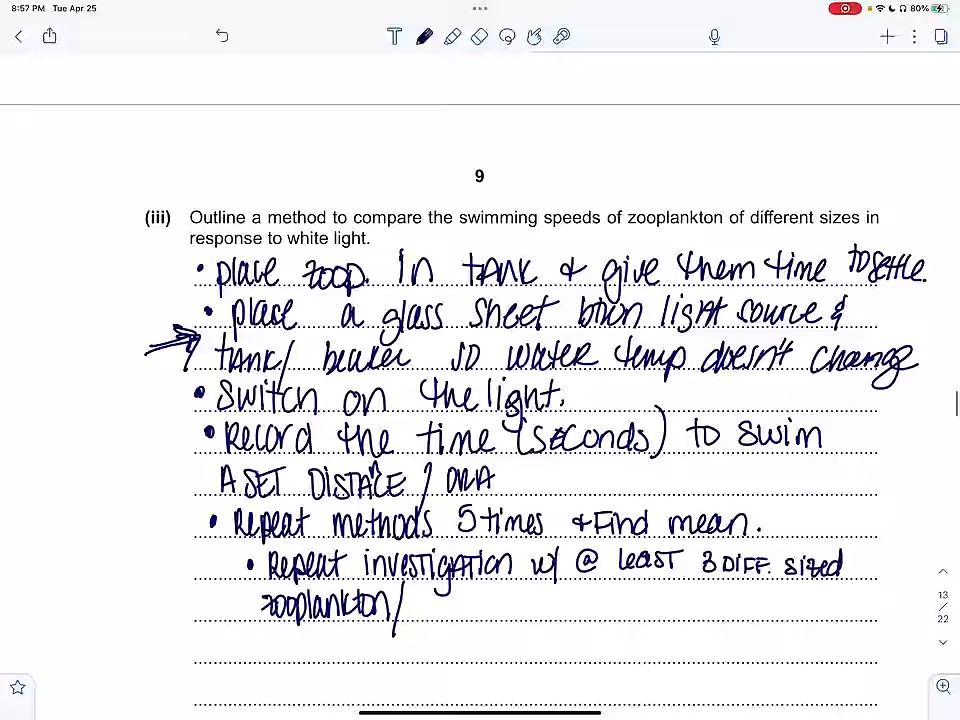 8:57 PM Tue Apr 25
80%
T
9
(iii) Outline a method to compare the swimming speeds of zooplankton of different sizes in
response to white light.
• place zoop. In tANK & give them time to settle.
• place a glass sheet btwn light source &
tANK/ beaker so water temp doesn't change
• Switch on the light.
• Record the time (seconds) to swim
A SET DISTANCE / ORA
• Repeat methods 5 times & Find mean.
• Repeat investigation w/ @ least 3 DIFF. sized
zooplankton/
13
/
22